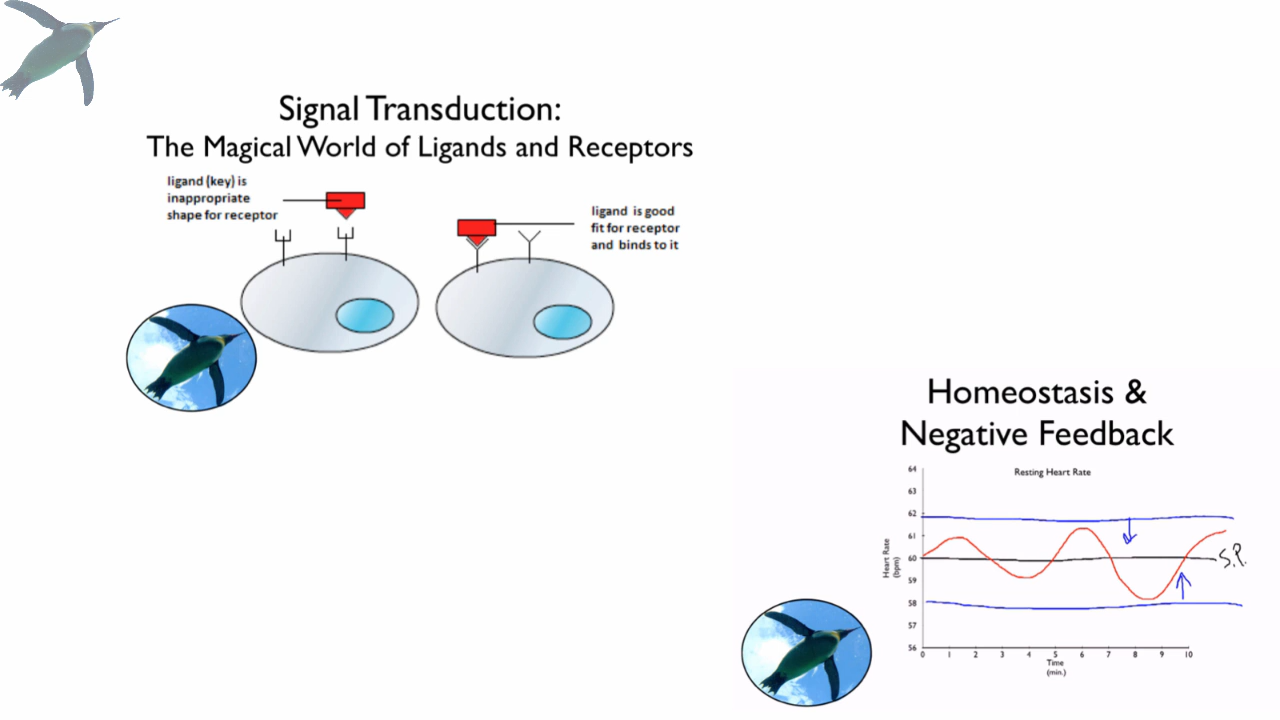 Signal Transduction:
The Magical World of Ligands and Receptors
ligand (key) is
inappropriate
shape for receptor
ligand is good
fit for receptor
and binds to it
Homeostasis &
Negative Feedback
Resting Heart Rate
64
63
62
61
60
59
58
57
56
Heart Rate
(bpm)
S.P.
0 1 2 3 4 5 6 7 8 9 10
Time
(min.)